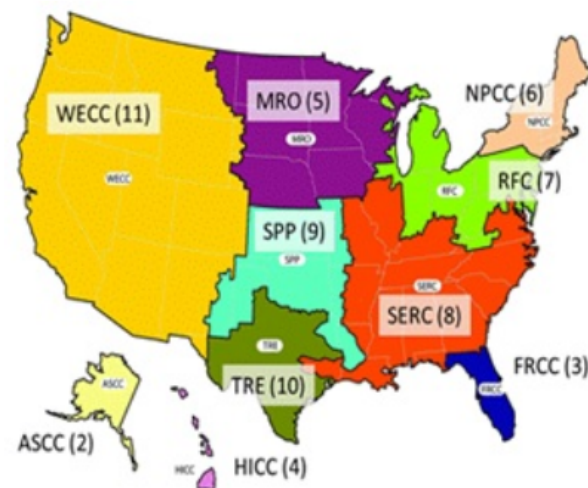 WECC (11)
WECC
MRO (5)
MRO
NPCC (6)
NPCC
RFC
RFC (7)
SPP (9)
SPP
SERC
SERC (8)
TRE
TRE (10)
FRCC (3)
FRCC
ASCC
ASCC (2)
HICC
HICC (4)